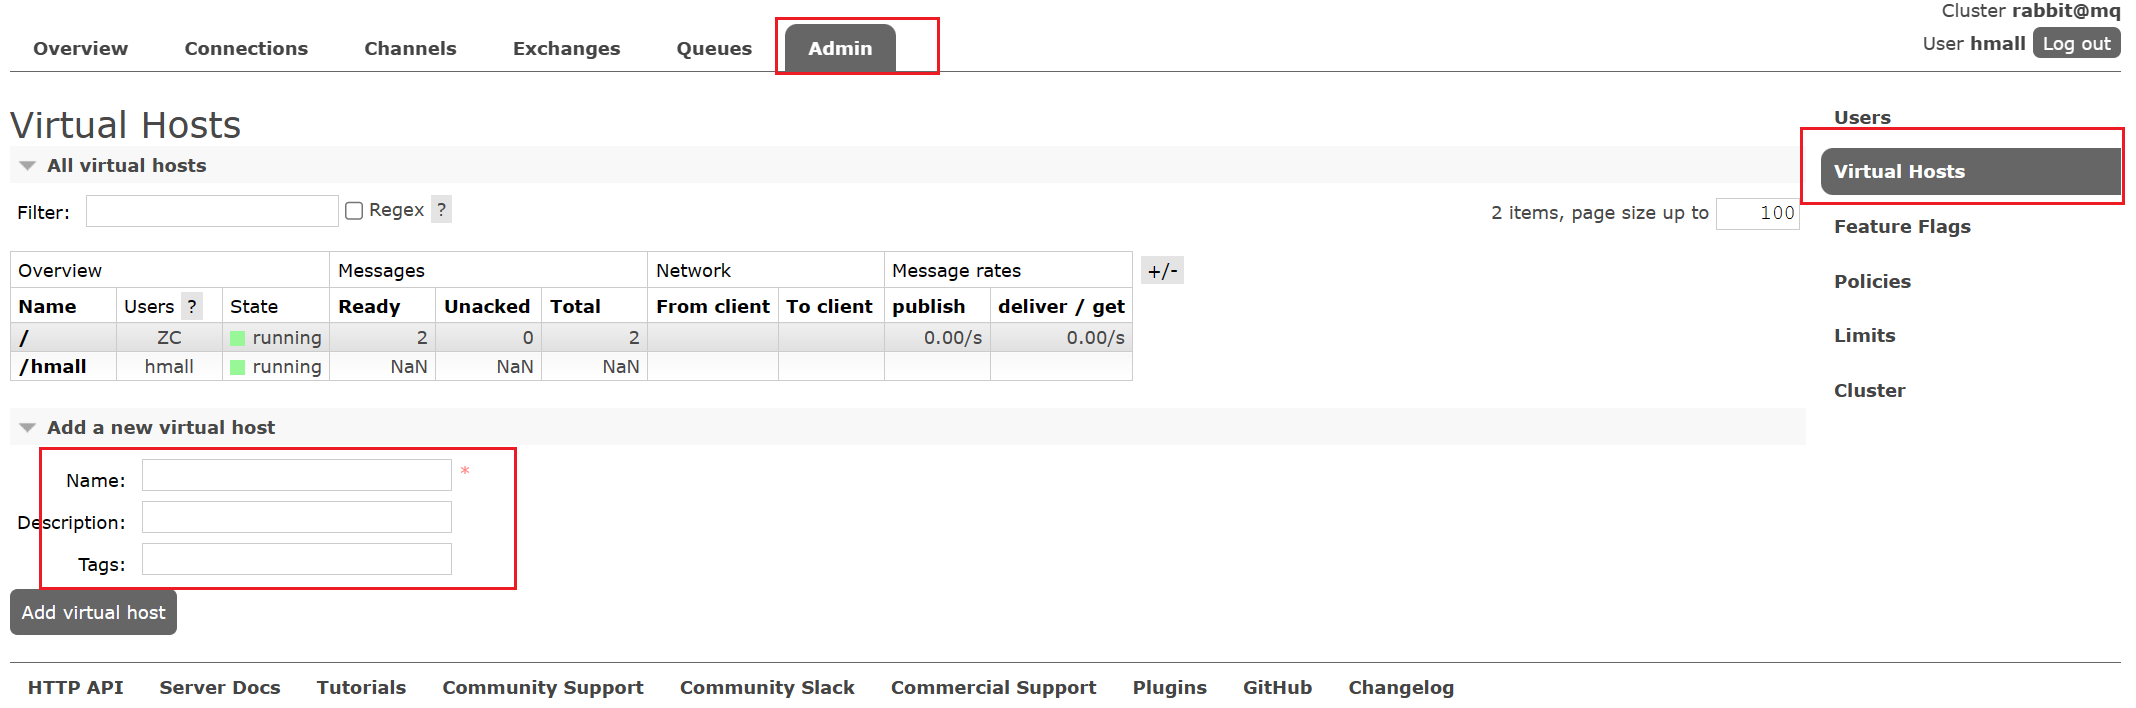 Cluster rabbit@mq
User hmall Log out
Overview Connections Channels Exchanges Queues Admin
Virtual Hosts
All virtual hosts
Filter: Regex ? 2 items, page size up to 100
Overview Messages Network Message rates +/-
Name Users ? State Ready Unacked Total From client To client publish deliver / get
/ ZC running 2 0 2 0.00/s 0.00/s
/hmall hmall running NaN NaN NaN
Add a new virtual host
Name: *
Description:
Tags:
Add virtual host
Users
Virtual Hosts
Feature Flags
Policies
Limits
Cluster
HTTP API Server Docs Tutorials Community Support Community Slack Commercial Support Plugins GitHub Changelog